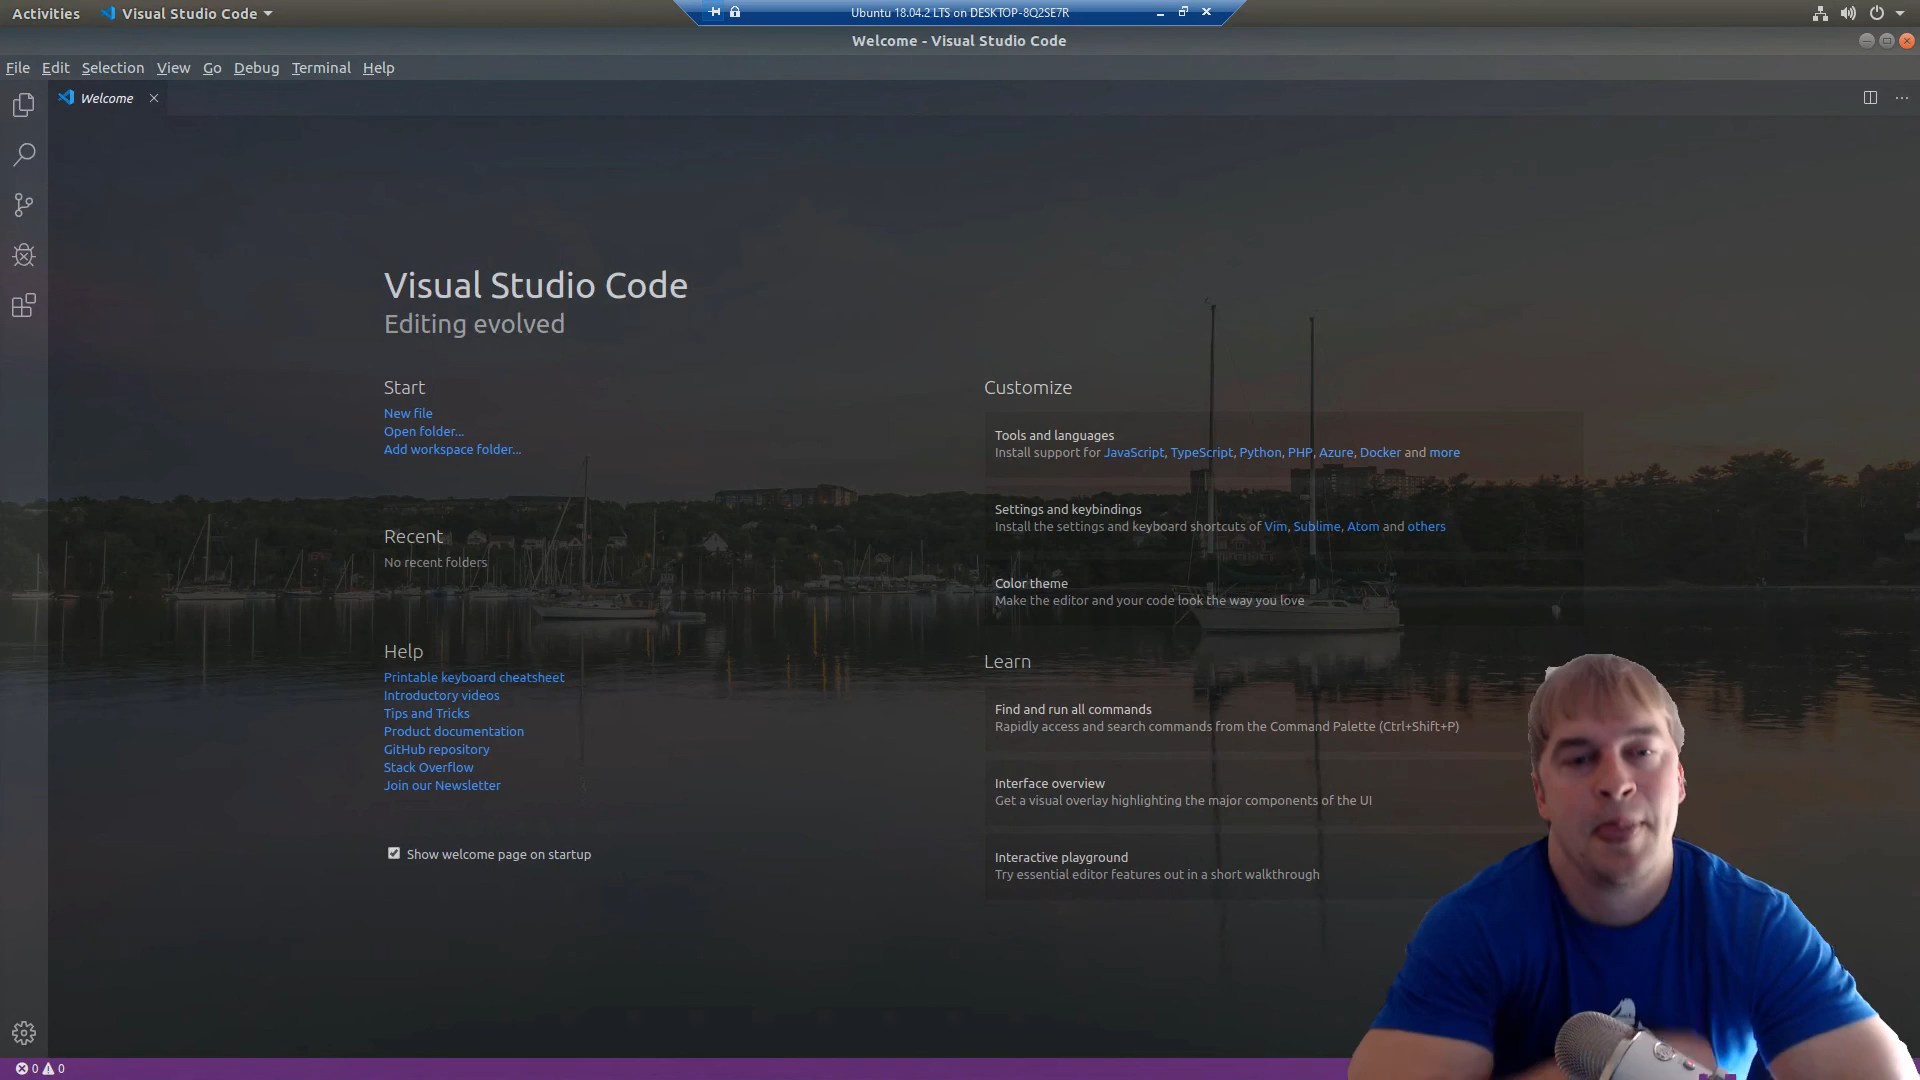 Activities
Visual Studio Code
Ubuntu 18.04.2 LTS on DESKTOP-8Q2SE7R
Welcome - Visual Studio Code
File Edit Selection View Go Debug Terminal Help
Welcome
Visual Studio Code
Editing evolved
Start
New file
Open folder...
Add workspace folder...
Recent
No recent folders
Help
Printable keyboard cheatsheet
Introductory videos
Tips and Tricks
Product documentation
GitHub repository
Stack Overflow
Join our Newsletter
Show welcome page on startup
Customize
Tools and languages
Install support for JavaScript, TypeScript, Python, PHP, Azure, Docker and more
Settings and keybindings
Install the settings and keyboard shortcuts of Vim, Sublime, Atom and others
Color theme
Make the editor and your code look the way you love
Learn
Find and run all commands
Rapidly access and search commands from the Command Palette (Ctrl+Shift+P)
Interface overview
Get a visual overlay highlighting the major components of the UI
Interactive playground
Try essential editor features out in a short walkthrough
0 0